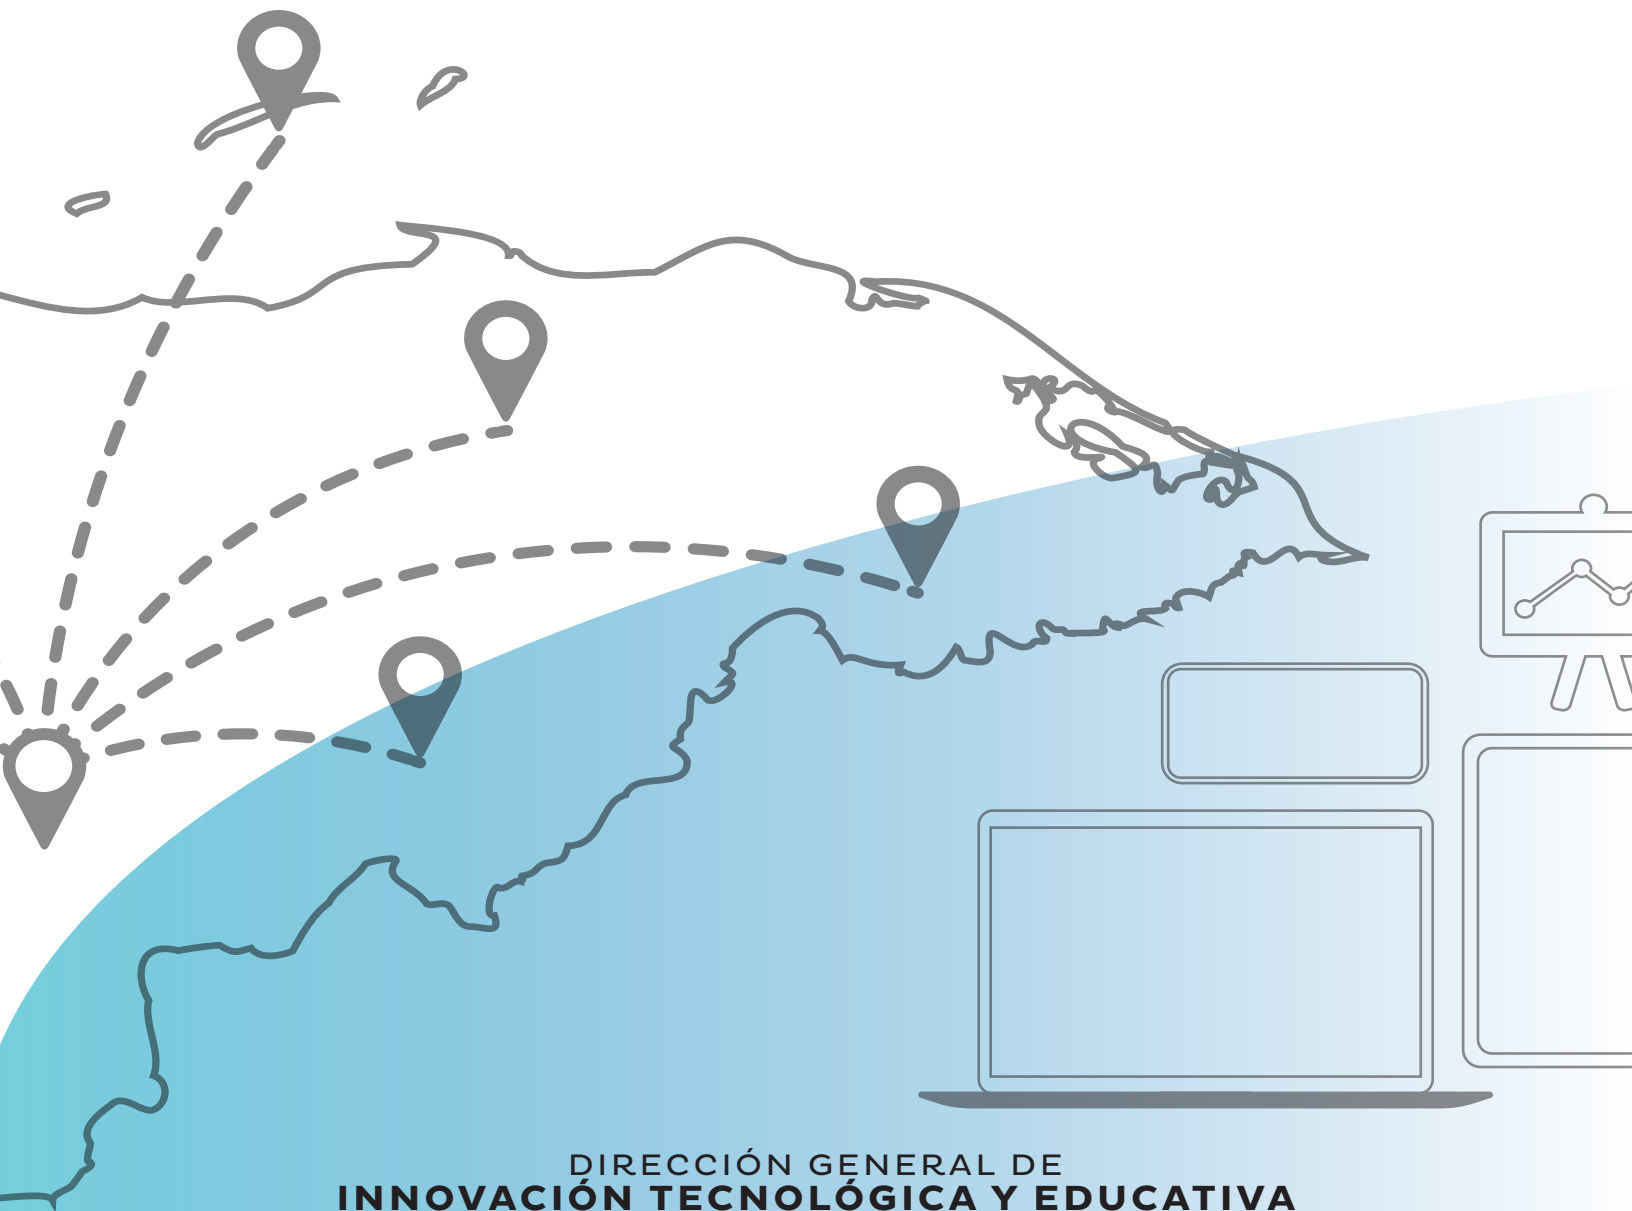 DIRECCIÓN GENERAL DE
INNOVACIÓN TECNOLÓGICA Y EDUCATIVA